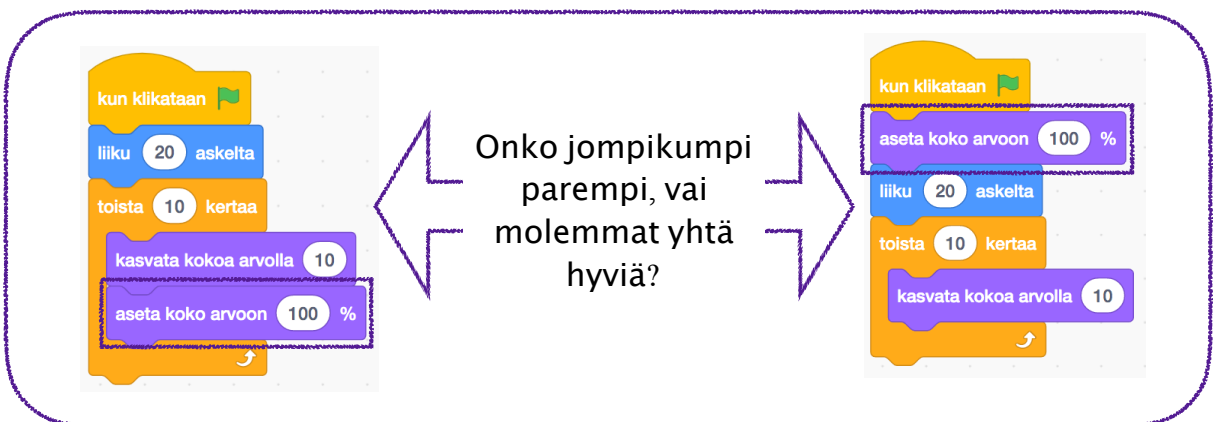 kun klikataan
liiku 20 askelta
toista 10 kertaa
kasvata kokoa arvolla 10
aseta koko arvoon 100 %
Onko jompikumpi
parempi, vai
molemmat yhtä
hyviä?
kun klikataan
aseta koko arvoon 100 %
liiku 20 askelta
toista 10 kertaa
kasvata kokoa arvolla 10